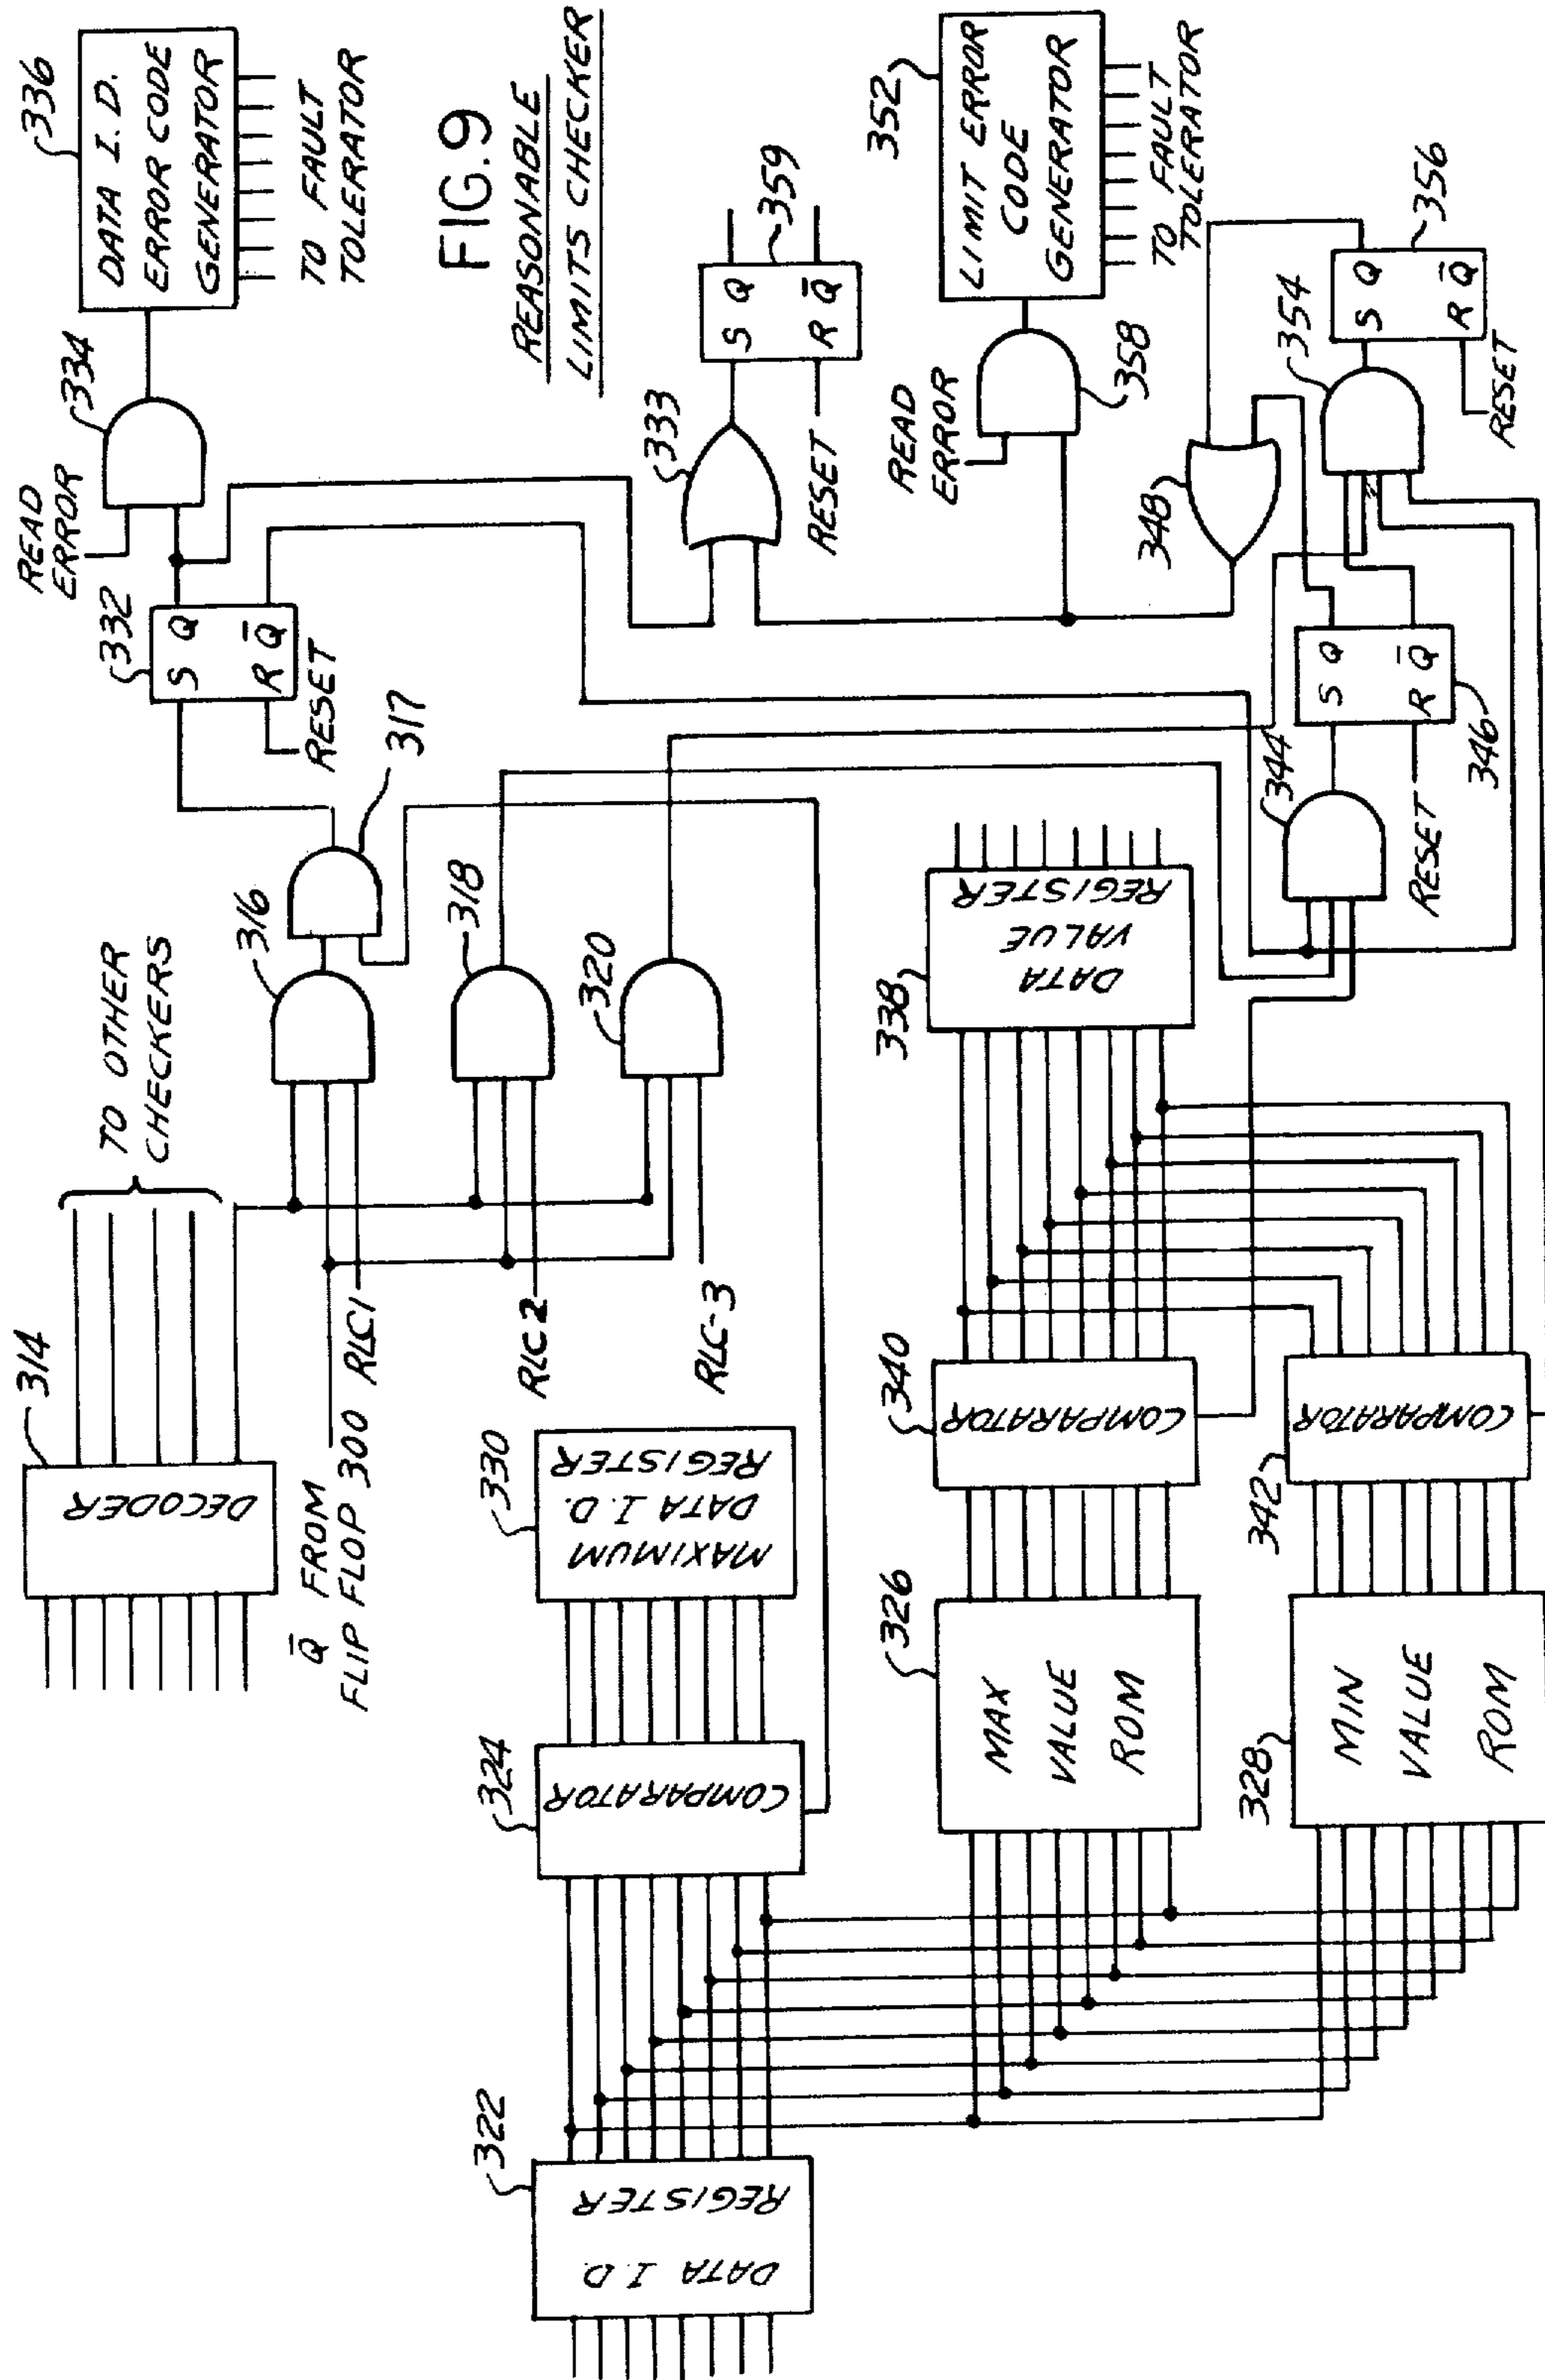 FIG. 9
REASONABLE
LIMITS CHECKER
314
DECODER
TO OTHER
CHECKERS
Q̄ FROM
FLIP FLOP 300
RLC1
RLC2
RLC-3
316
317
318
320
332
S Q
R Q̄
RESET
READ
ERROR
334
336
DATA I.D.
ERROR CODE
GENERATOR
TO FAULT
TOLERATOR
322
DATA I.D.
REGISTER
324
COMPARATOR
330
MAXIMUM
DATA I.D.
REGISTER
333
S Q
R Q̄
359
RESET
326
MAX
VALUE
ROM
340
COMPARATOR
338
DATA
VALUE
REGISTER
READ
ERROR
358
352
LIMIT ERROR
CODE
GENERATOR
TO FAULT
TOLERATOR
328
MIN
VALUE
ROM
342
COMPARATOR
344
S Q
R Q̄
346
RESET
348
354
S Q
R Q̄
356
RESET